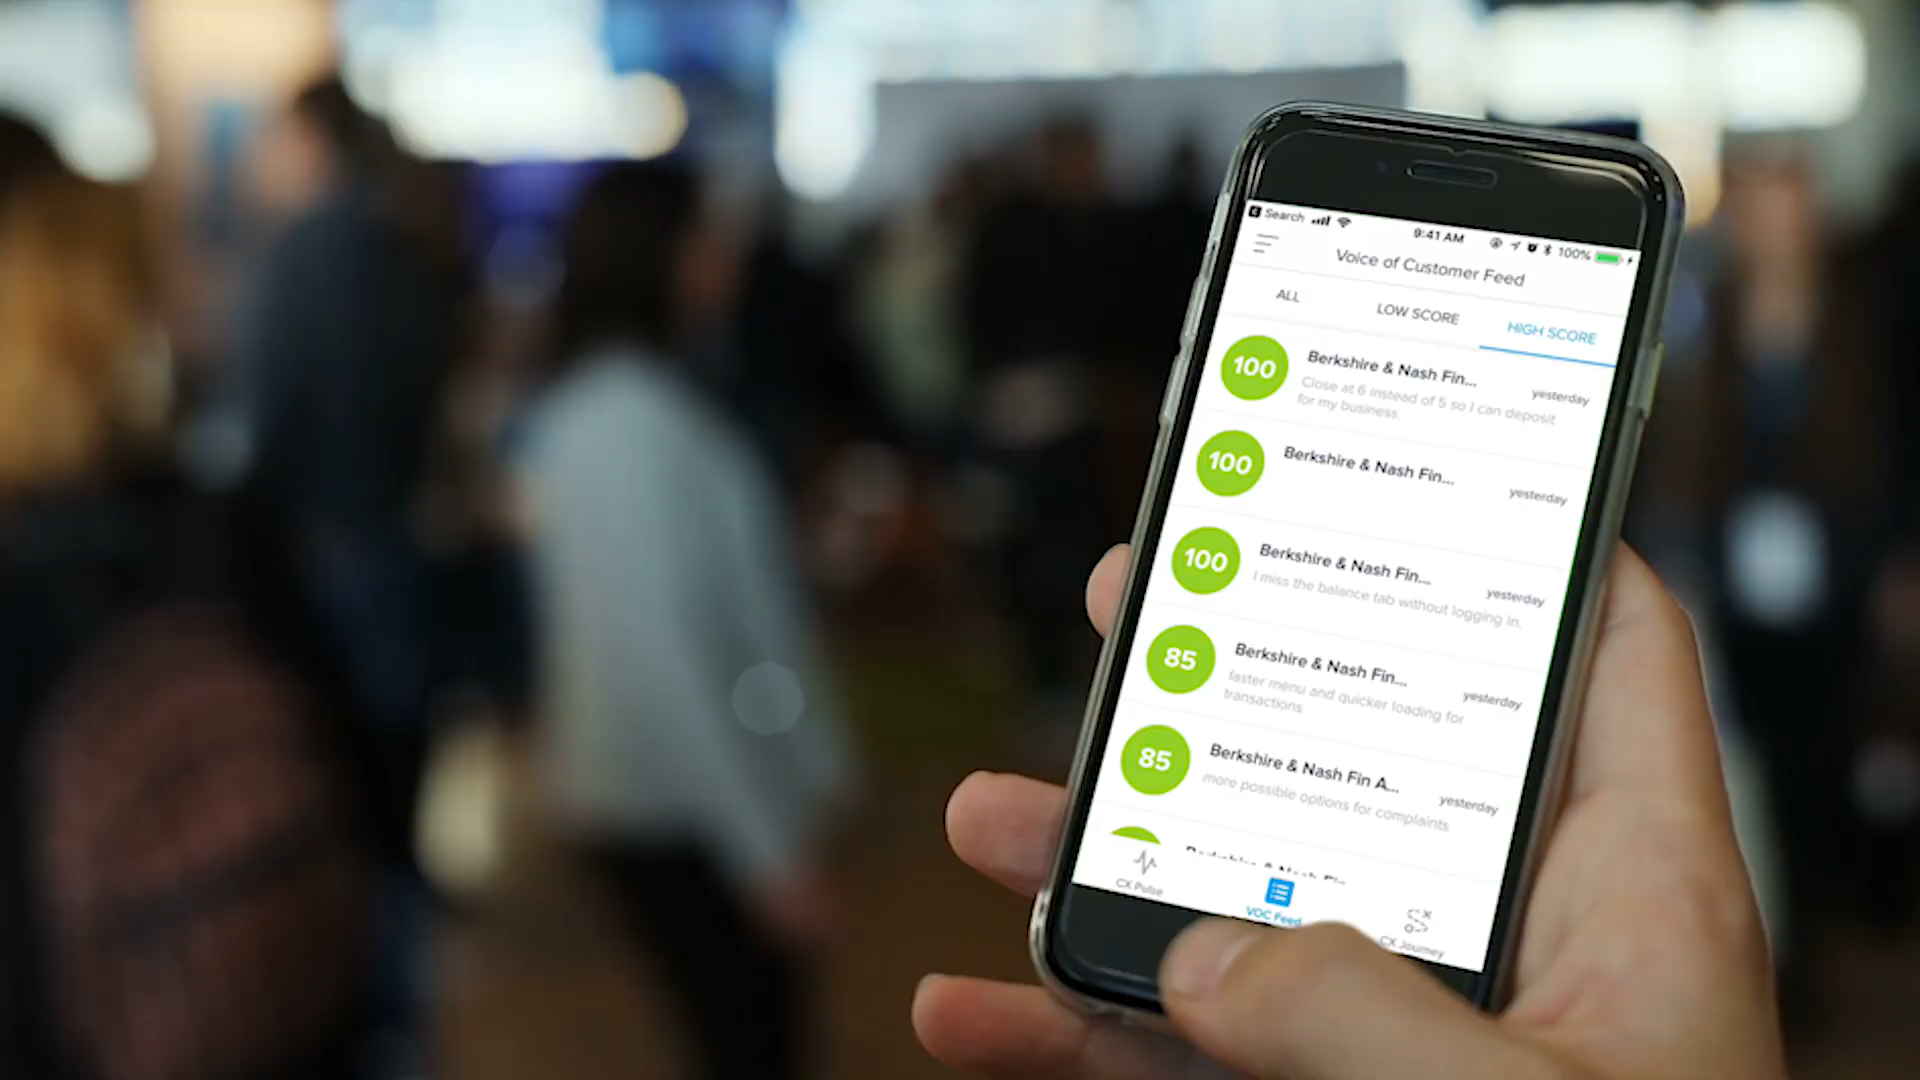 Search
9:41 AM
100%
Voice of Customer Feed
ALL
LOW SCORE
HIGH SCORE
100
Berkshire & Nash Fin...
yesterday
Close at 6 instead of 5 so I can deposit
for my business.
100
Berkshire & Nash Fin...
yesterday
100
Berkshire & Nash Fin...
yesterday
I miss the balance tab without logging in.
85
Berkshire & Nash Fin...
yesterday
faster menu and quicker loading for
transactions
85
Berkshire & Nash Fin A...
yesterday
more possible options for complaints
CX Pulse
VOC Feed
CX Journey